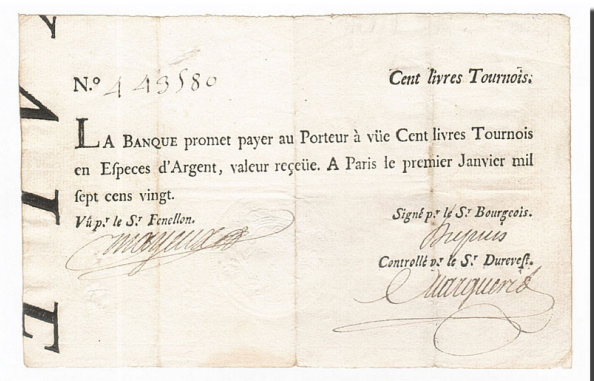 N.º 443580 Cent livres Tournois.
LA BANQUE promet payer au Porteur à vüe Cent livres Tournois
en Especes d'Argent, valeur reçeüe. A Paris le premier Janvier mil
sept cens vingt.
Vû p.r le S.r Fenellon. Signé p.r le S.r Bourgeois.
Controllé p.r le S.r Durevest.